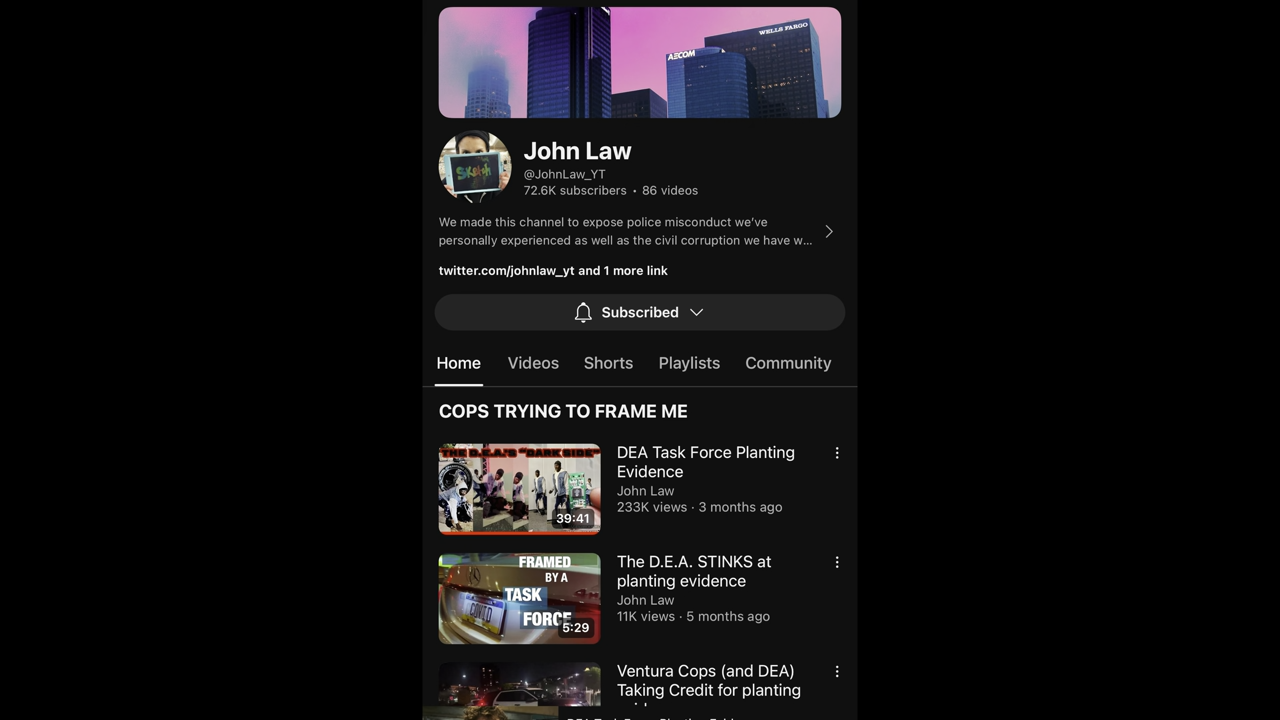 AECOM
WELLS FARGO
Sketch
John Law
@JohnLaw_YT
72.6K subscribers • 86 videos
We made this channel to expose police misconduct we've
personally experienced as well as the civil corruption we have w...
twitter.com/johnlaw_yt and 1 more link
Subscribed
Home Videos Shorts Playlists Community
COPS TRYING TO FRAME ME
THE D.E.A.'S "DARK SIDE"
39:41
DEA Task Force Planting
Evidence
John Law
233K views · 3 months ago
FRAMED
BY A
TASK
FORCE
5:29
The D.E.A. STINKS at
planting evidence
John Law
11K views · 5 months ago
Ventura Cops (and DEA)
Taking Credit for planting